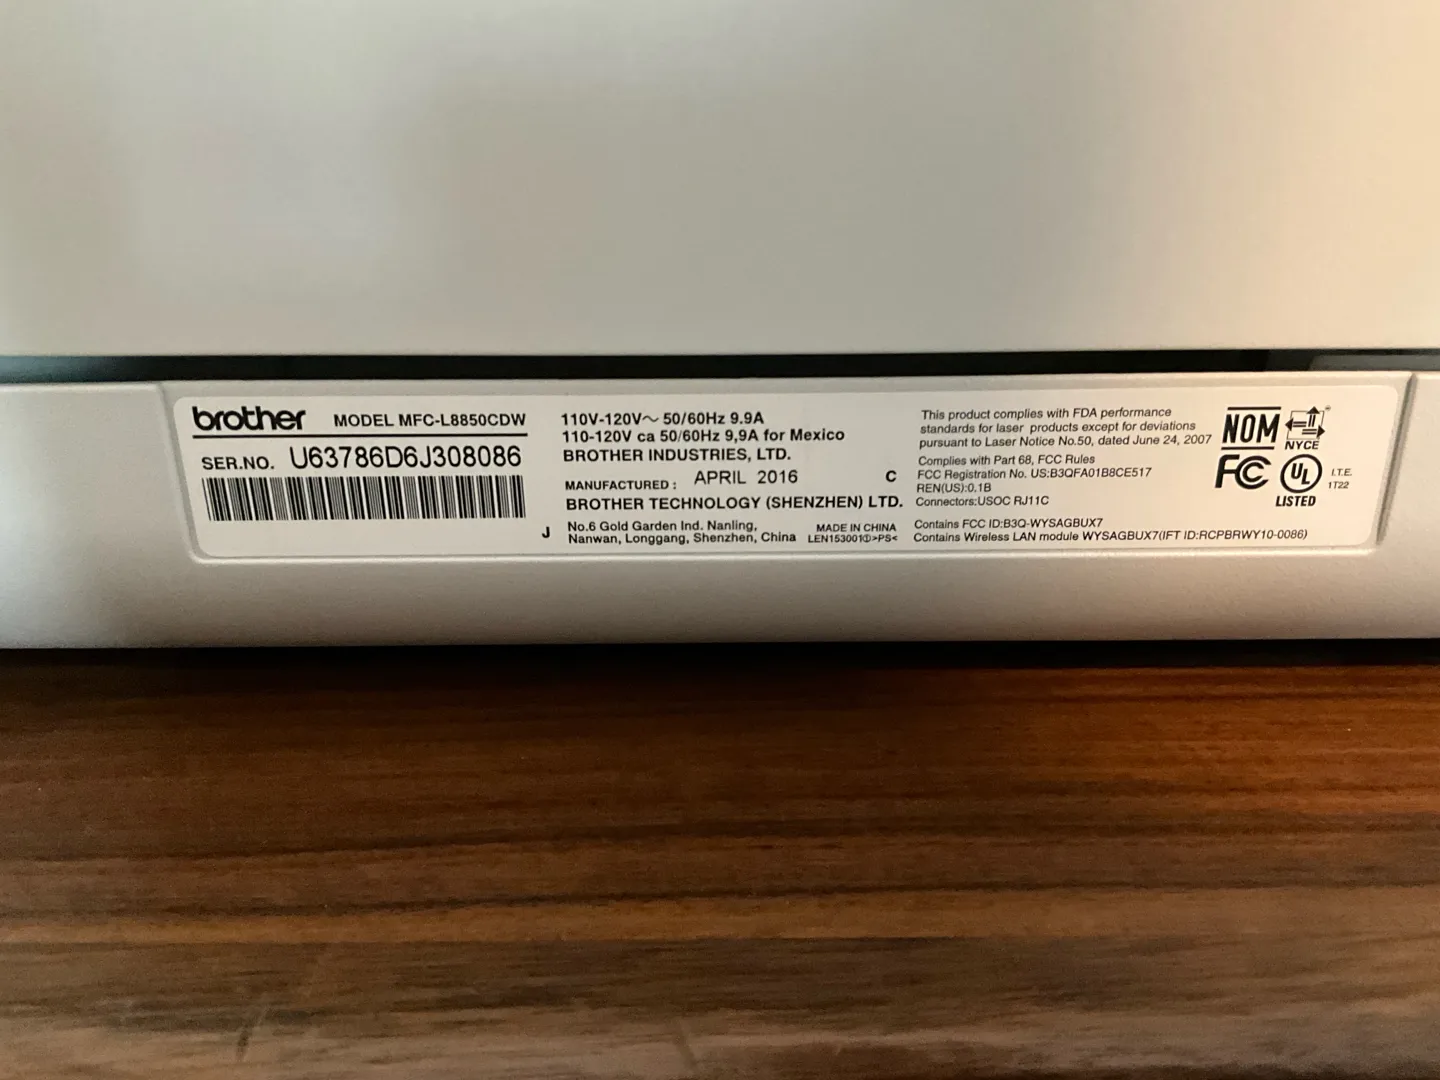 brother MODEL MFC-L8850CDW
SER.NO. U63786D6J308086
J
110V-120V~ 50/60Hz 9.9A
110-120V ca 50/60Hz 9,9A for Mexico
BROTHER INDUSTRIES, LTD.
MANUFACTURED : APRIL 2016 C
BROTHER TECHNOLOGY (SHENZHEN) LTD.
No.6 Gold Garden Ind. Nanling,
Nanwan, Longgang, Shenzhen, China
MADE IN CHINA
LEN153001①>PS<
This product complies with FDA performance
standards for laser products except for deviations
pursuant to Laser Notice No.50, dated June 24, 2007
Complies with Part 68, FCC Rules
FCC Registration No. US:B3QFA01B8CE517
REN(US):0.1B
Connectors:USOC RJ11C
Contains FCC ID:B3Q-WYSAGBUX7
Contains Wireless LAN module WYSAGBUX7(IFT ID:RCPBRWY10-0086)
NOM
NYCE
FC
UL
LISTED
I.T.E.
1T22